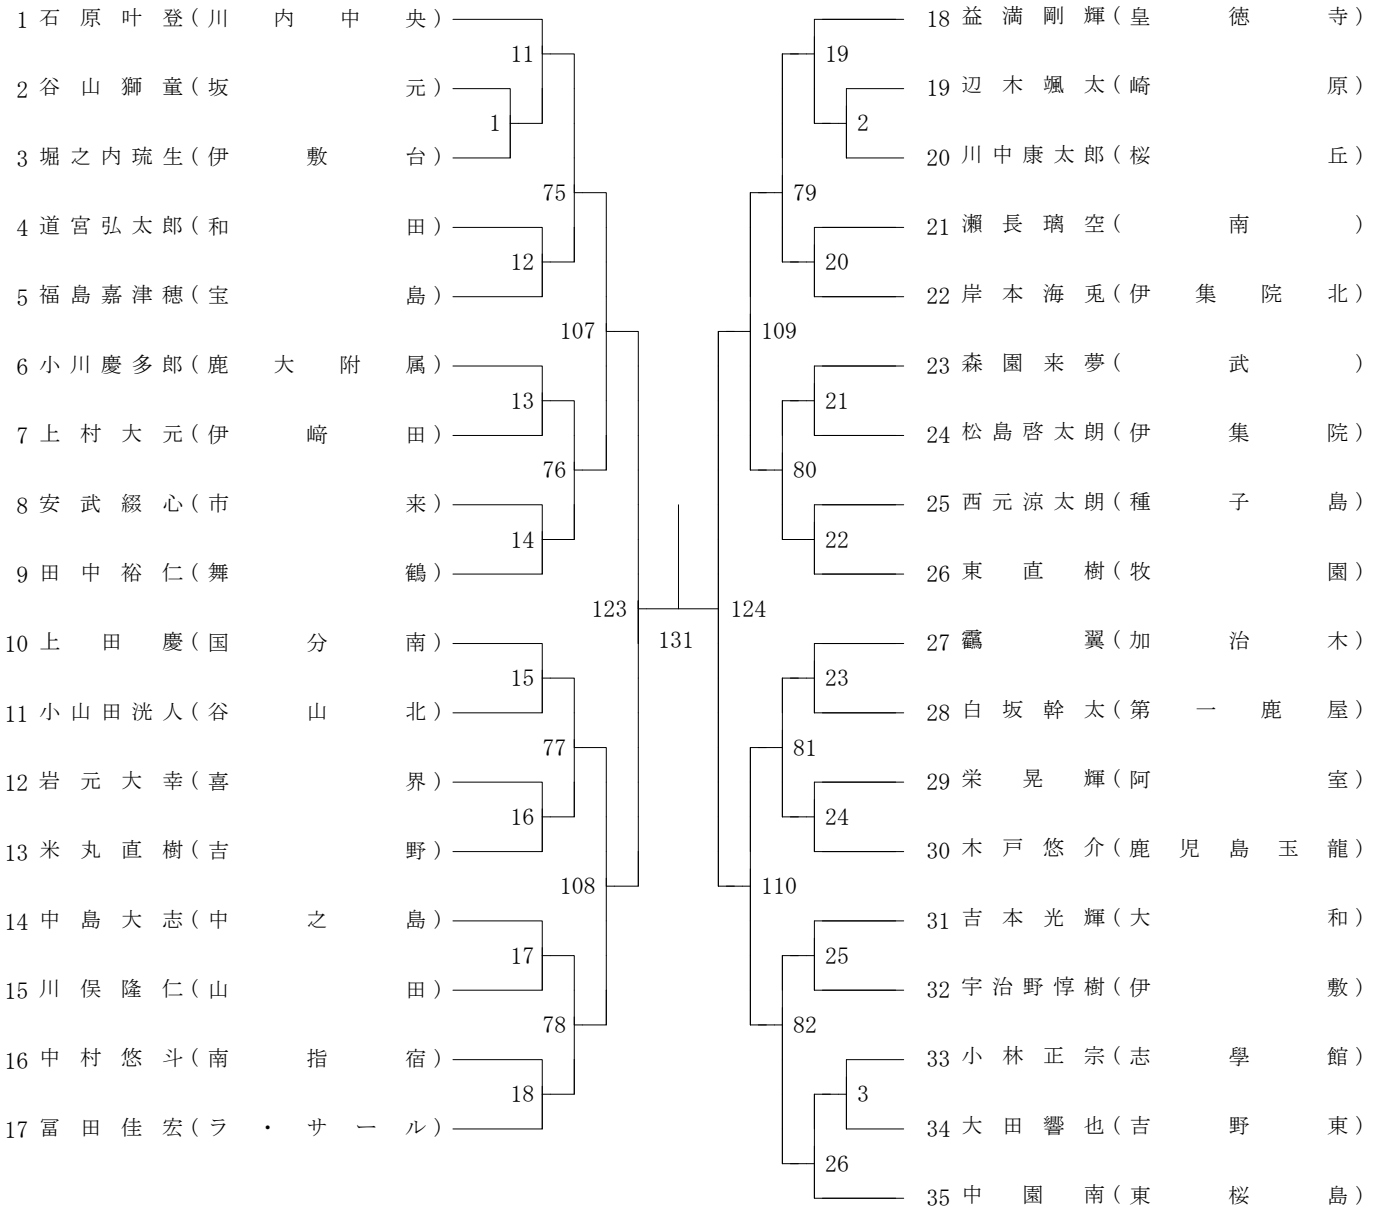 1 石原叶登(川内中央)
11
2 谷山獅童(坂元)
1
3 堀之内琉生(伊敷台)
75
4 道宮弘太郎(和田)
12
5 福島嘉津穂(宝島)
107
6 小川慶多郎(鹿大附属)
13
7 上村大元(伊﨑田)
76
8 安武綴心(市来)
14
9 田中裕仁(舞鶴)
123
10 上田慶(国分南)
15
11 小山田洸人(谷山北)
77
12 岩元大幸(喜界)
16
13 米丸直樹(吉野)
108
14 中島大志(中之島)
17
15 川俣隆仁(山田)
78
16 中村悠斗(南指宿)
18
17 冨田佳宏(ラ・サール)
131
18 益満剛輝(皇徳寺)
19
19 辺木颯太(崎原)
2
20 川中康太郎(桜丘)
79
21 瀬長璃空(南)
20
22 岸本海兎(伊集院北)
109
23 森園来夢(武)
21
24 松島啓太朗(伊集院)
80
25 西元涼太朗(種子島)
22
26 東直樹(牧園)
124
27 靏翼(加治木)
23
28 白坂幹太(第一鹿屋)
81
29 栄晃輝(阿室)
24
30 木戸悠介(鹿児島玉龍)
110
31 吉本光輝(大和)
25
32 宇治野惇樹(伊敷)
82
33 小林正宗(志學館)
3
34 大田響也(吉野東)
26
35 中園南(東桜島)